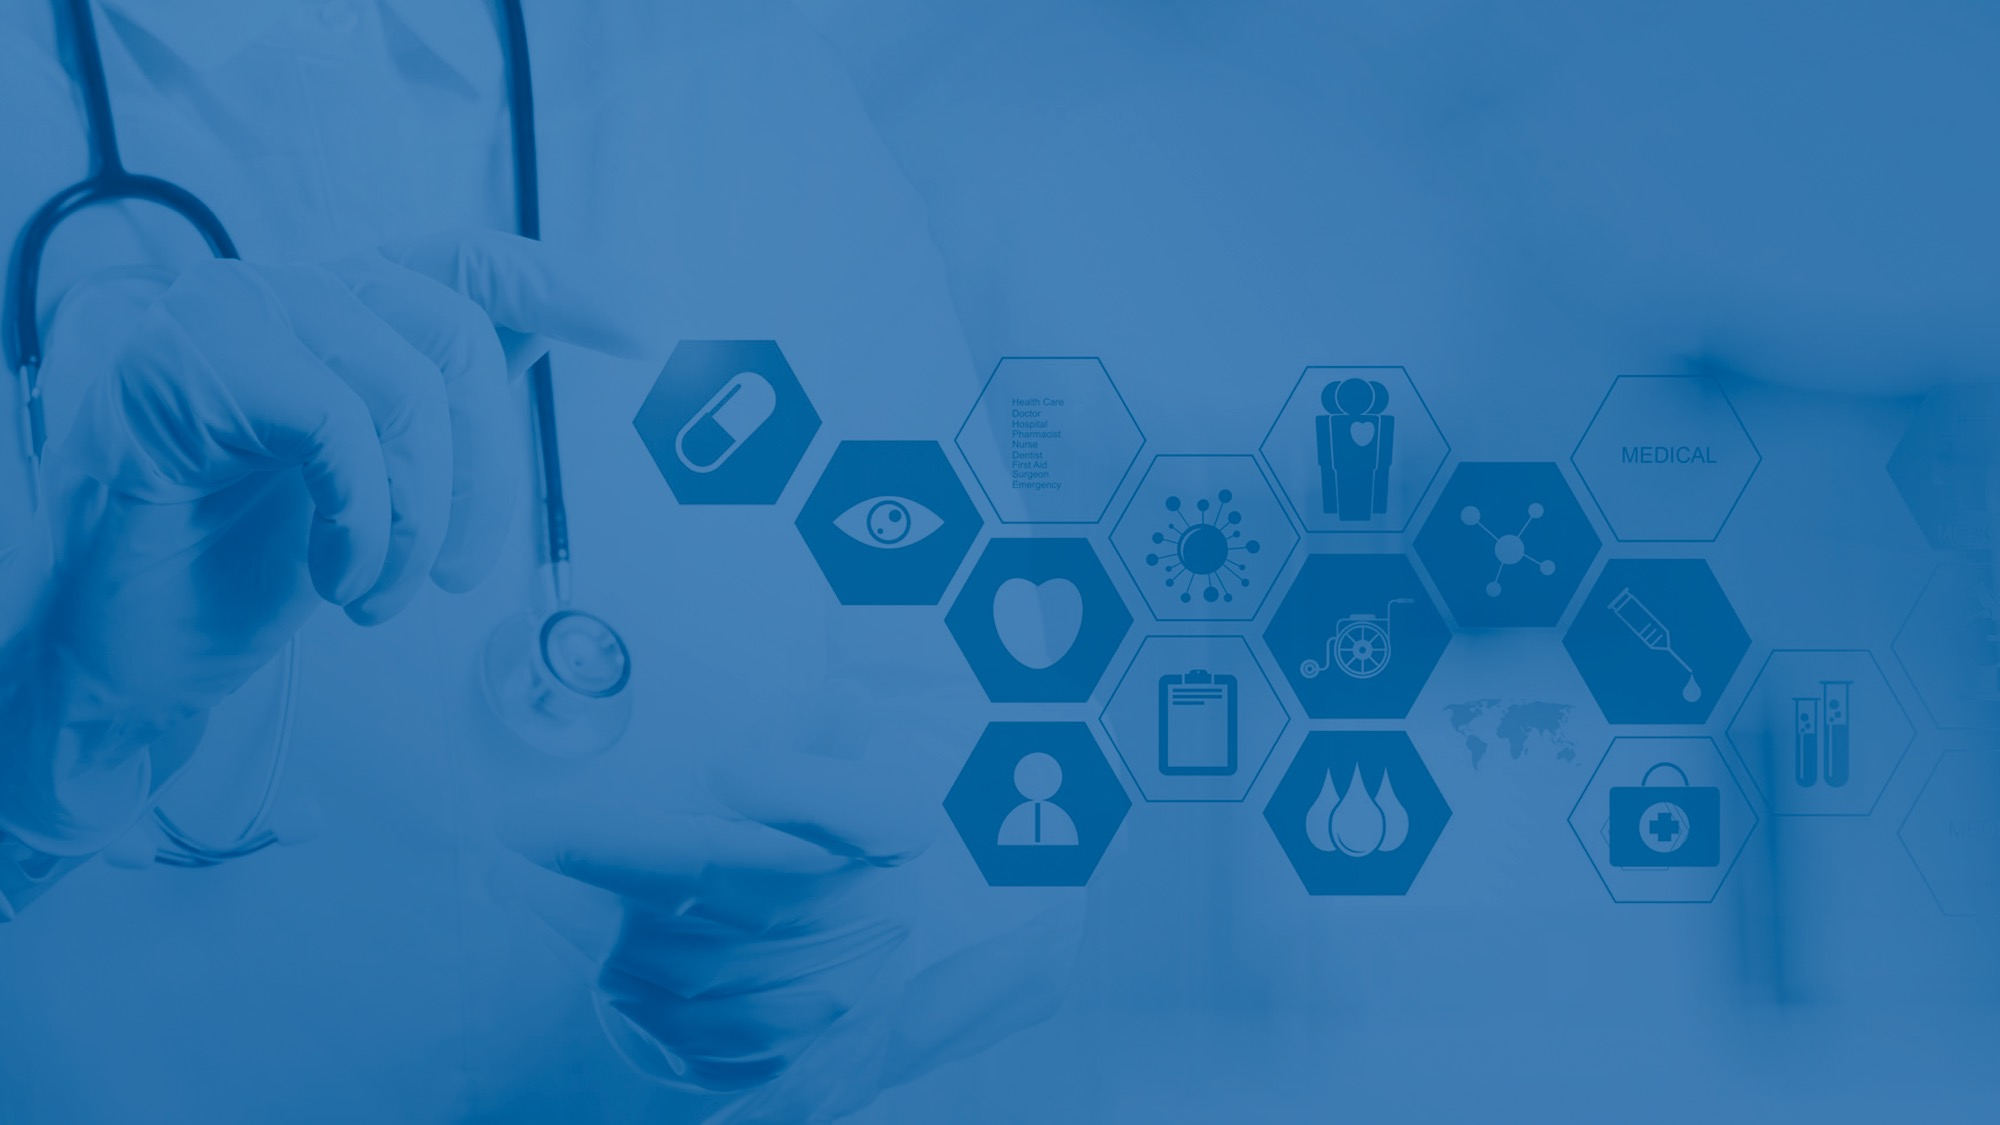 Health Care
Doctor
Hospital
Pharmacist
Nurse
Dentist
First Aid
Surgeon
Emergency
MEDICAL